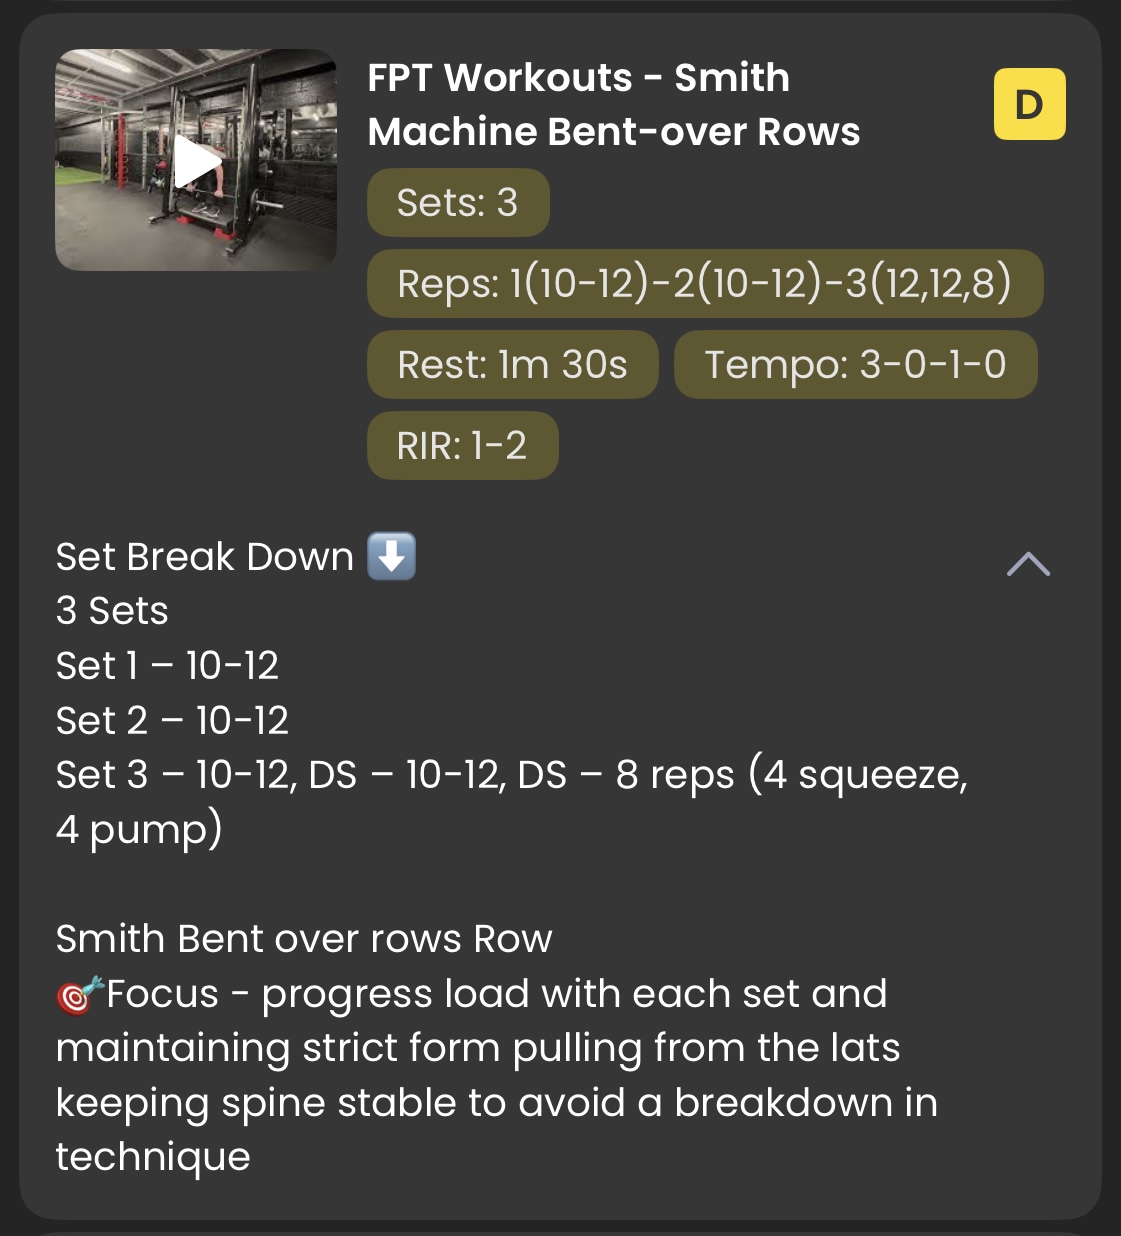 FPT Workouts - Smith
Machine Bent-over Rows
D
Sets: 3
Reps: 1(10-12)-2(10-12)-3(12,12,8)
Rest: 1m 30s
Tempo: 3-0-1-0
RIR: 1-2
Set Break Down ⬇️
3 Sets
Set 1 – 10-12
Set 2 – 10-12
Set 3 – 10-12, DS – 10-12, DS – 8 reps (4 squeeze,
4 pump)
Smith Bent over rows Row
🎯Focus - progress load with each set and
maintaining strict form pulling from the lats
keeping spine stable to avoid a breakdown in
technique